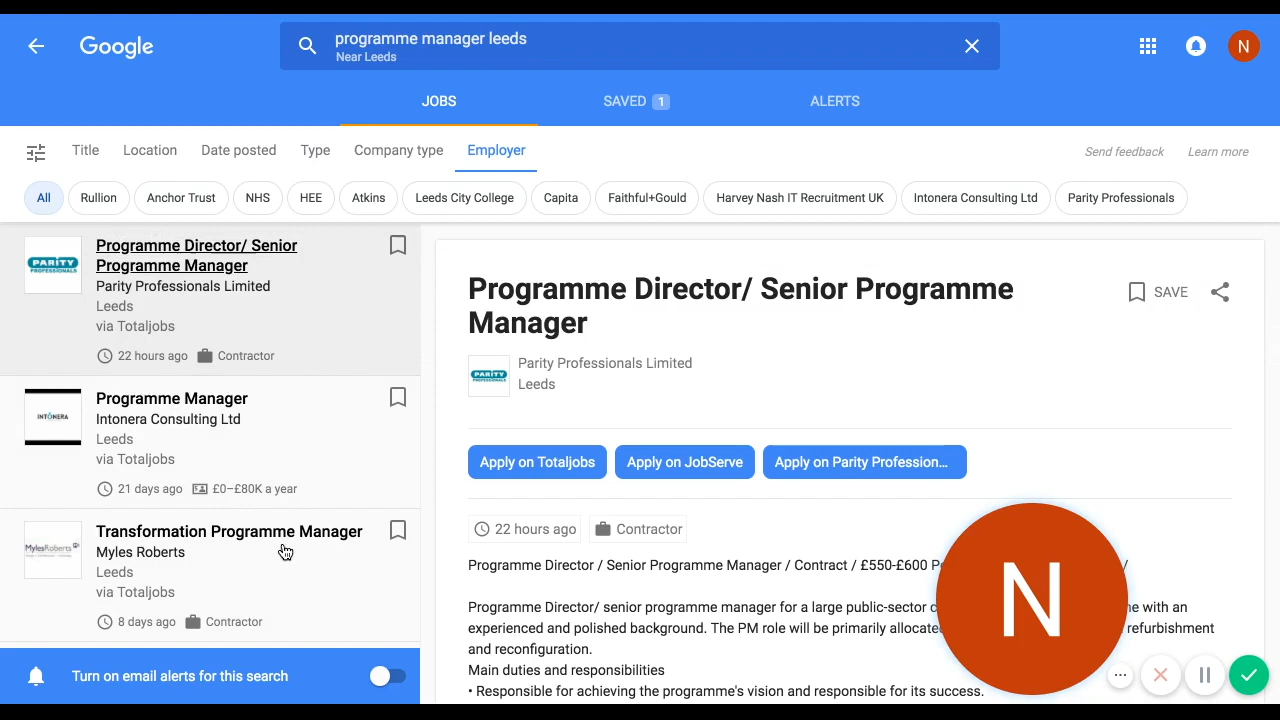 Google
programme manager leeds
Near Leeds
N
JOBS
SAVED 1
ALERTS
Title Location Date posted Type Company type Employer
Send feedback Learn more
All Rullion Anchor Trust NHS HEE Atkins Leeds City College Capita Faithful+Gould Harvey Nash IT Recruitment UK Intonera Consulting Ltd Parity Professionals
PARITY
PROFESSIONALS
Programme Director/ Senior
Programme Manager
Parity Professionals Limited
Leeds
via Totaljobs
22 hours ago Contractor
INTONERA
Programme Manager
Intonera Consulting Ltd
Leeds
via Totaljobs
21 days ago £0–£80K a year
MylesRoberts
Transformation Programme Manager
Myles Roberts
Leeds
via Totaljobs
8 days ago Contractor
Turn on email alerts for this search
Programme Director/ Senior Programme
Manager
SAVE
PARITY
PROFESSIONALS
Parity Professionals Limited
Leeds
Apply on Totaljobs Apply on JobServe Apply on Parity Profession...
22 hours ago Contractor
Programme Director / Senior Programme Manager / Contract / £550-£600 /
Programme Director/ senior programme manager for a large public-sector with an
experienced and polished background. The PM role will be primarily refurbishment
and reconfiguration.
Main duties and responsibilities
• Responsible for achieving the programme's vision and responsible for its success.
N